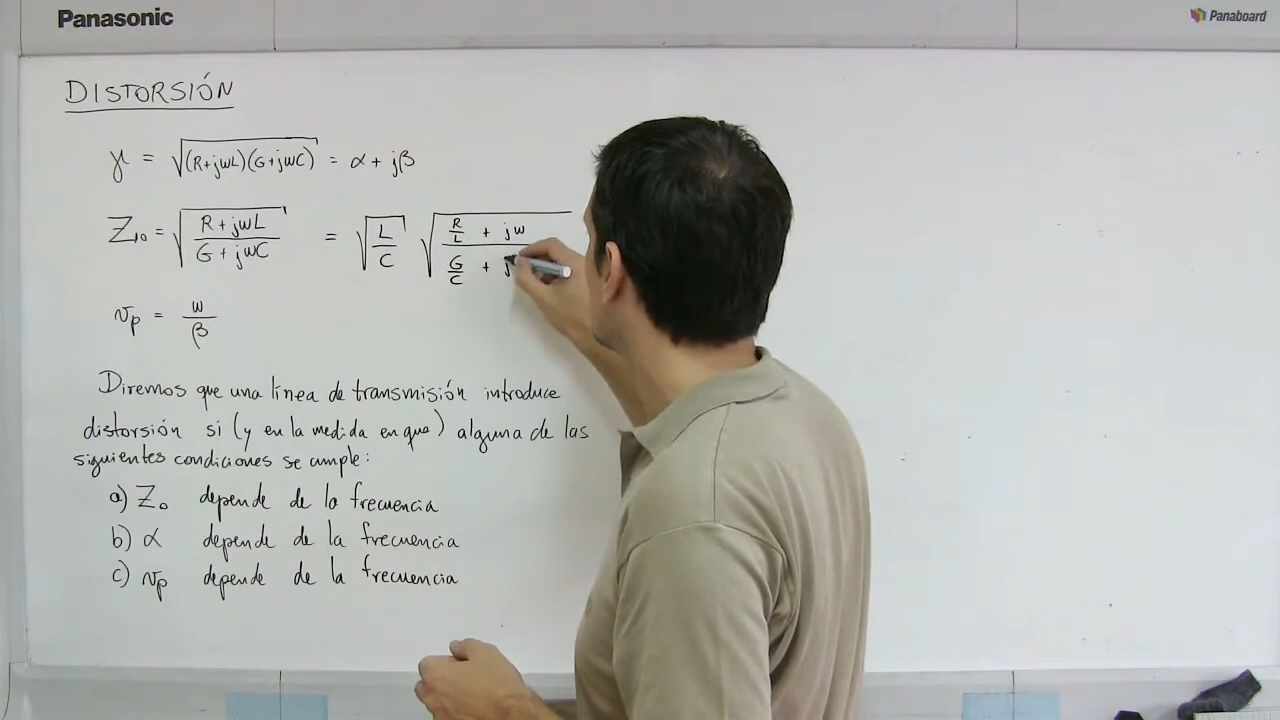 Panasonic
Panaboard
DISTORSIÓN
γ = √(R+jωL)(G+jωC) = α + jβ
Z₀ = √(R + jωL / G + jωC) = √(L/C) √(R/L + jω / G/C + j
v_p = ω/β
Diremos que una línea de transmisión introduce
distorsión si (y en la medida en que) alguna de las
siguientes condiciones se cumple:
a) Z₀ depende de la frecuencia
b) α depende de la frecuencia
c) v_p depende de la frecuencia